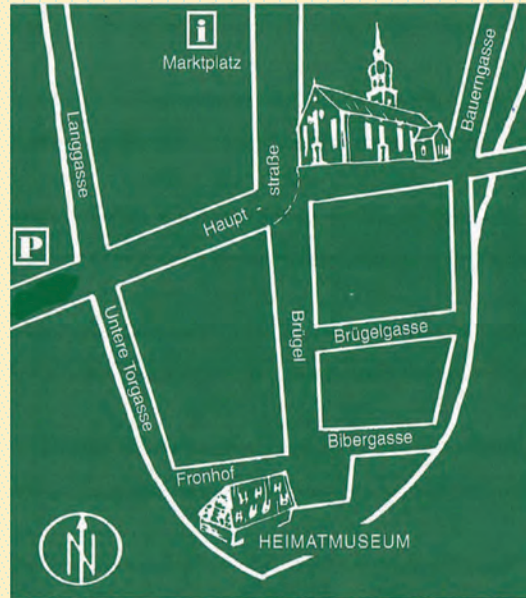 i
Marktplatz
Langgasse
Bauerngasse
straße
Haupt
P
Brügel
Brügelgasse
Untere Torgasse
Bibergasse
Fronhof
HEIMATMUSEUM
N